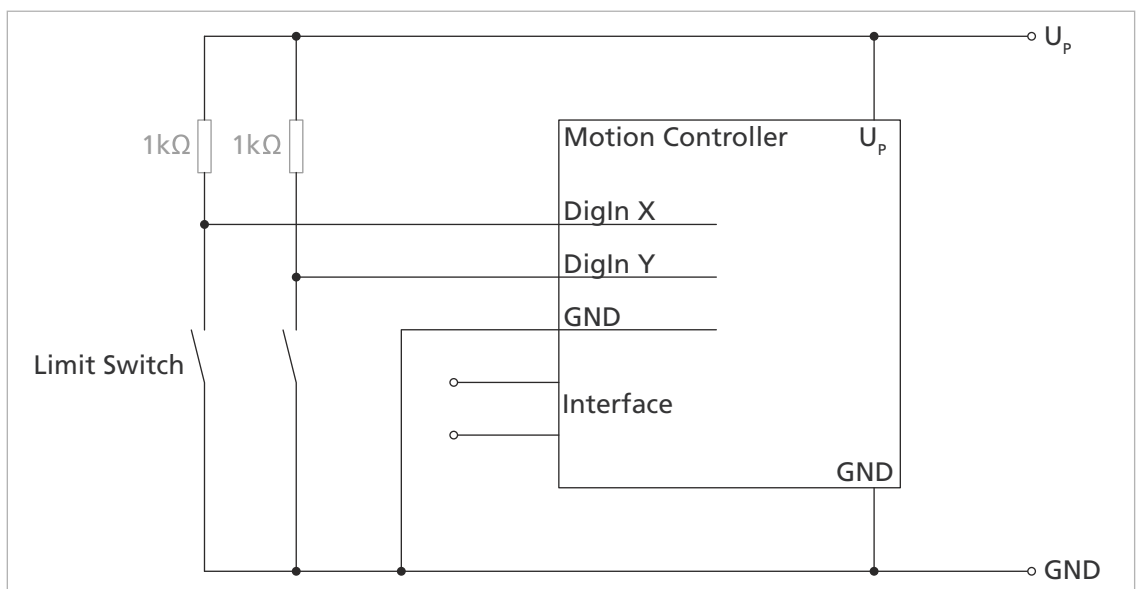 U_P
1kΩ 1kΩ
Motion Controller U_P
DigIn X
DigIn Y
GND
Limit Switch
Interface
GND
GND